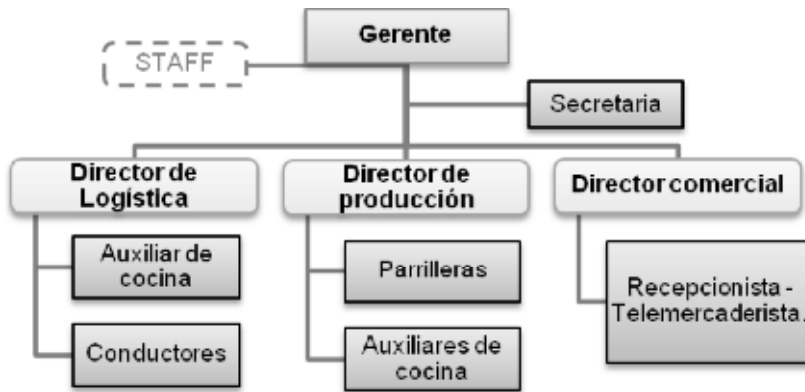 Gerente
STAFF
Secretaria
Director de
Logística
Director de
producción
Director comercial
Auxiliar de
cocina
Conductores
Parrilleras
Auxiliares de
cocina
Recepcionista -
Telemercaderista.